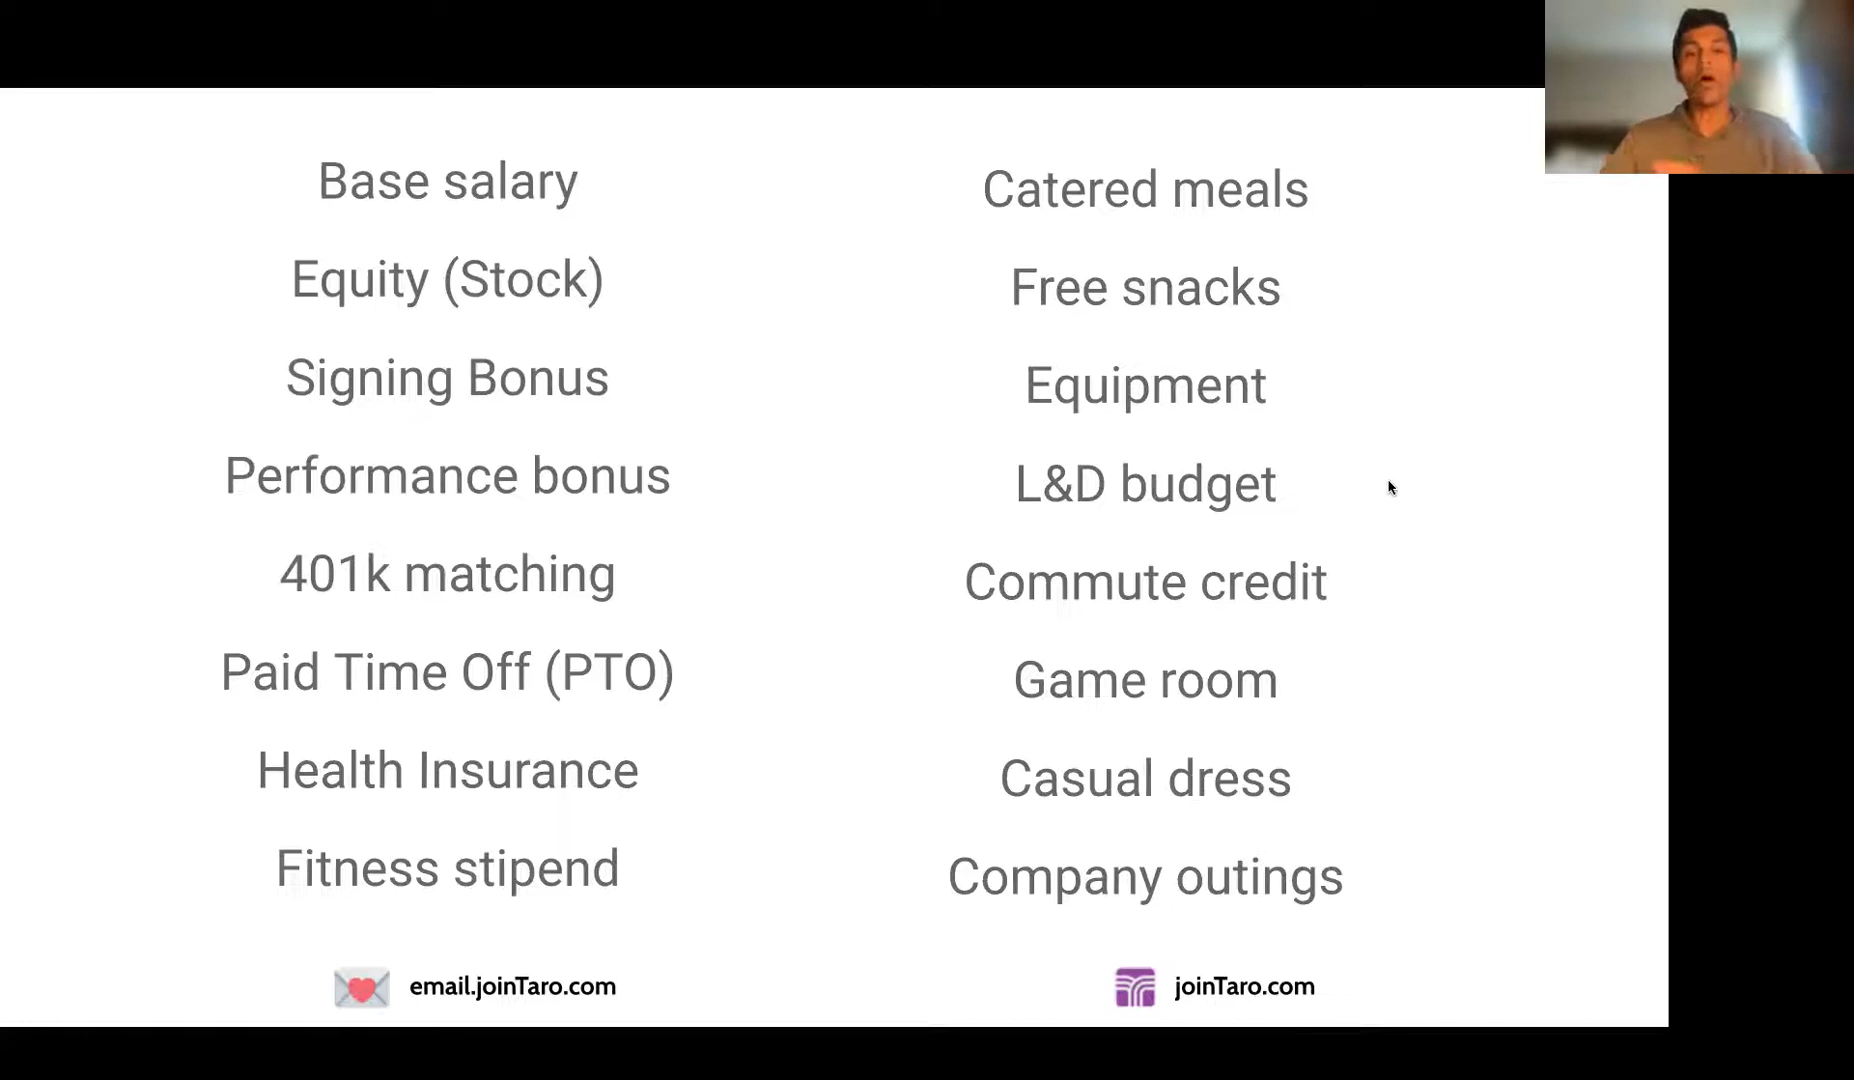 Base salary
Equity (Stock)
Signing Bonus
Performance bonus
401k matching
Paid Time Off (PTO)
Health Insurance
Fitness stipend
Catered meals
Free snacks
Equipment
L&D budget
Commute credit
Game room
Casual dress
Company outings
email.joinTaro.com
joinTaro.com